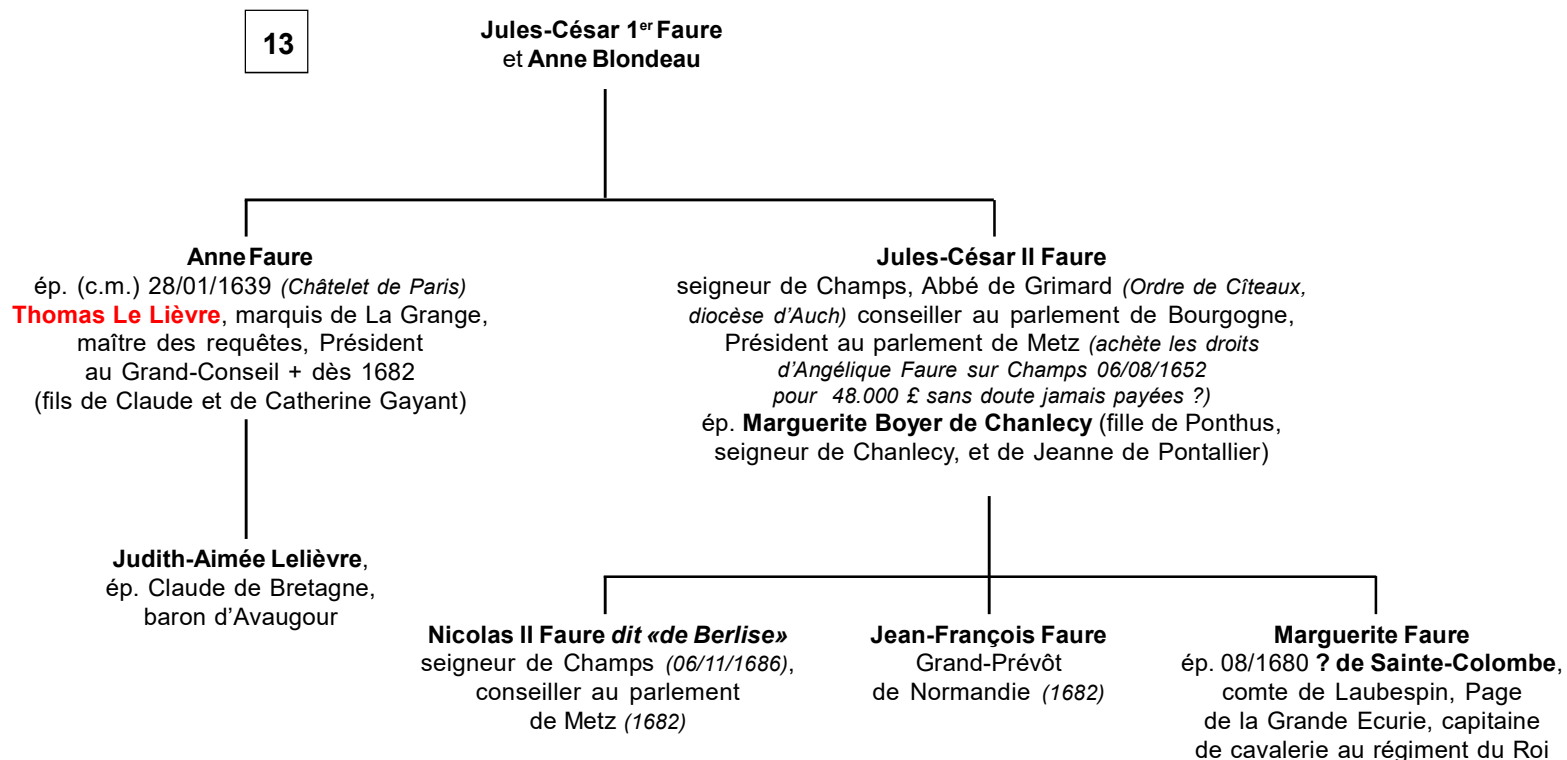 13
Jules-César 1er Faure
et Anne Blondeau
Anne Faure
ép. (c.m.) 28/01/1639 (Châtelet de Paris)
Thomas Le Lièvre, marquis de La Grange,
maître des requêtes, Président
au Grand-Conseil + dès 1682
(fils de Claude et de Catherine Gayant)
Jules-César II Faure
seigneur de Champs, Abbé de Grimard (Ordre de Cîteaux,
diocèse d'Auch) conseiller au parlement de Bourgogne,
Président au parlement de Metz (achète les droits
d'Angélique Faure sur Champs 06/08/1652
pour 48.000 £ sans doute jamais payées ?)
ép. Marguerite Boyer de Chanlecy (fille de Ponthus,
seigneur de Chanlecy, et de Jeanne de Pontallier)
Judith-Aimée Lelièvre,
ép. Claude de Bretagne,
baron d'Avaugour
Nicolas II Faure dit «de Berlise»
seigneur de Champs (06/11/1686),
conseiller au parlement
de Metz (1682)
Jean-François Faure
Grand-Prévôt
de Normandie (1682)
Marguerite Faure
ép. 08/1680 ? de Sainte-Colombe,
comte de Laubespin, Page
de la Grande Ecurie, capitaine
de cavalerie au régiment du Roi